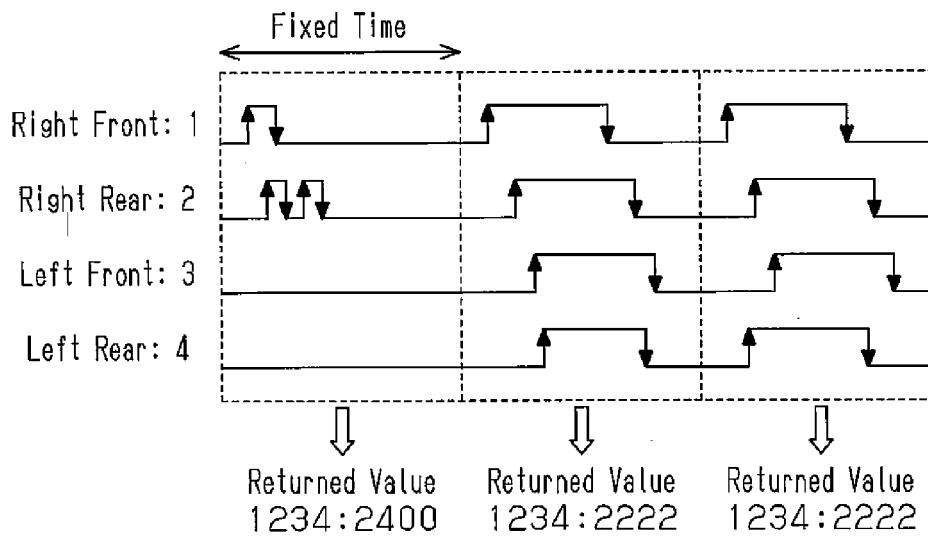 Fixed Time
Right Front: 1
Right Rear: 2
Left Front: 3
Left Rear: 4
Returned Value
1234:2400
Returned Value
1234:2222
Returned Value
1234:2222